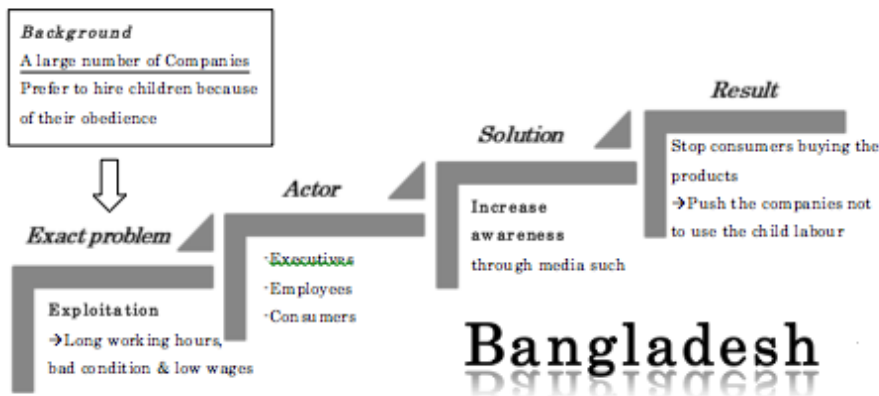 Background
A large number of Companies
Prefer to hire children because
of their obedience
Exact problem
Exploitation
→Long working hours,
bad condition & low wages
Actor
·Executives
·Employees
·Consumers
Solution
Increase
awareness
through media such
Result
Stop consumers buying the
products
→Push the companies not
to use the child labour
Bangladesh